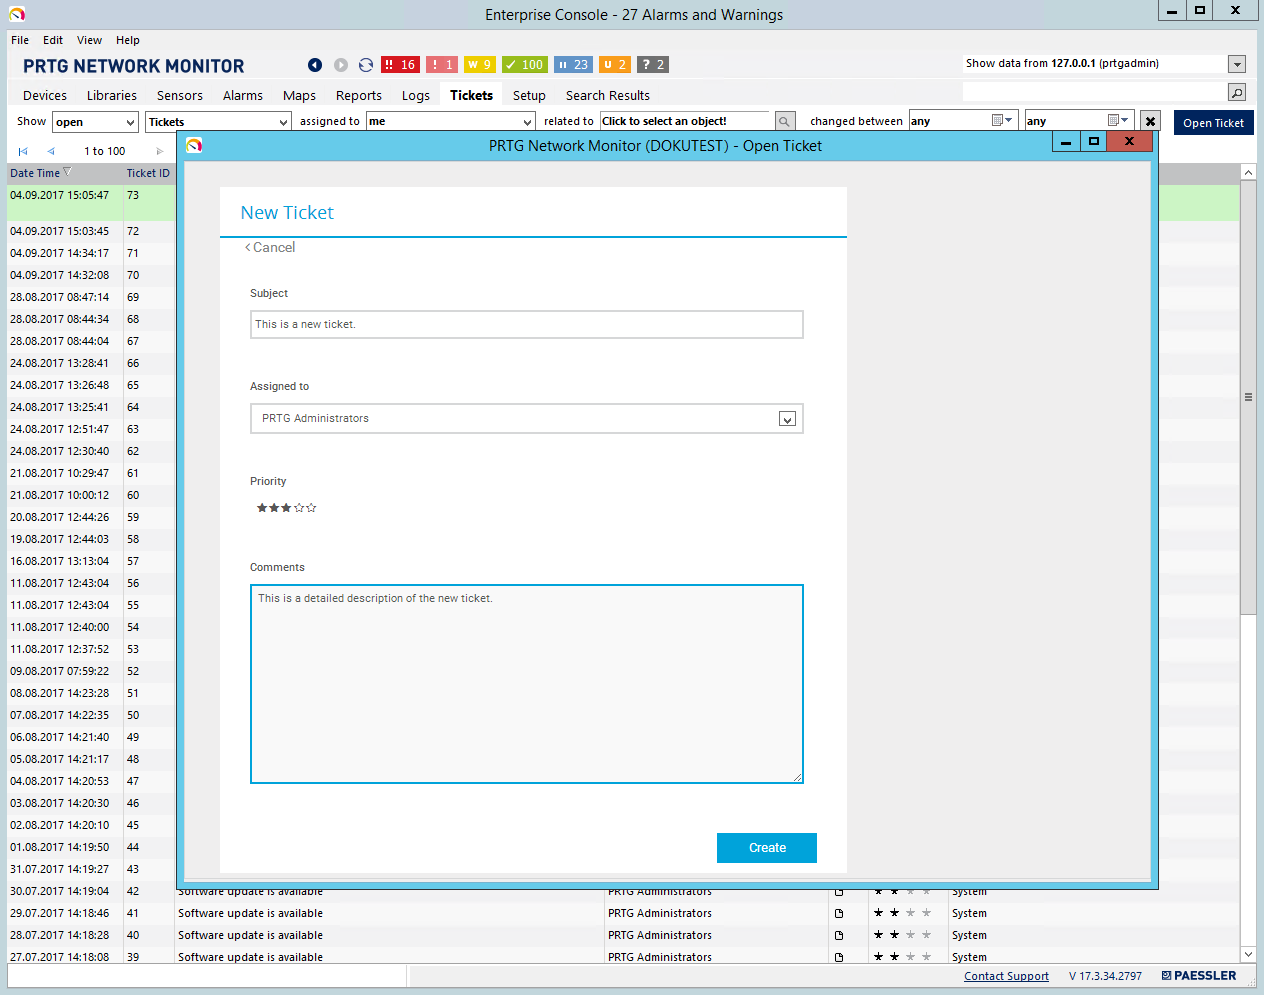 Enterprise Console - 27 Alarms and Warnings
File Edit View Help
PRTG NETWORK MONITOR !! 16 ! 1 W 9 100 23 U 2 ? 2 Show data from 127.0.0.1 (prtgadmin)
Devices Libraries Sensors Alarms Maps Reports Logs Tickets Setup Search Results
Show open Tickets assigned to me related to Click to select an object! changed between any any Open Ticket
1 to 100
PRTG Network Monitor (DOKUTEST) - Open Ticket
Date Time Ticket ID
04.09.2017 15:05:47 73
04.09.2017 15:03:45 72
04.09.2017 14:34:17 71
04.09.2017 14:32:08 70
28.08.2017 08:47:14 69
28.08.2017 08:44:34 68
28.08.2017 08:44:04 67
24.08.2017 13:28:41 66
24.08.2017 13:26:48 65
24.08.2017 13:25:41 64
24.08.2017 12:51:47 63
24.08.2017 12:30:40 62
21.08.2017 10:29:47 61
21.08.2017 10:00:12 60
20.08.2017 12:44:26 59
19.08.2017 12:44:03 58
16.08.2017 13:13:04 57
11.08.2017 12:43:04 56
11.08.2017 12:43:04 55
11.08.2017 12:40:00 54
11.08.2017 12:37:52 53
09.08.2017 07:59:22 52
08.08.2017 14:23:28 51
07.08.2017 14:22:35 50
06.08.2017 14:21:40 49
05.08.2017 14:21:17 48
04.08.2017 14:20:53 47
03.08.2017 14:20:30 46
02.08.2017 14:20:10 45
01.08.2017 14:19:50 44
31.07.2017 14:19:27 43
30.07.2017 14:19:04 42 Software update is available PRTG Administrators System
29.07.2017 14:18:46 41 Software update is available PRTG Administrators System
28.07.2017 14:18:28 40 Software update is available PRTG Administrators System
27.07.2017 14:18:08 39 Software update is available PRTG Administrators System
New Ticket
Cancel
Subject
This is a new ticket.
Assigned to
PRTG Administrators
Priority
Comments
This is a detailed description of the new ticket.
Create
Contact Support V 17.3.34.2797 PAESSLER